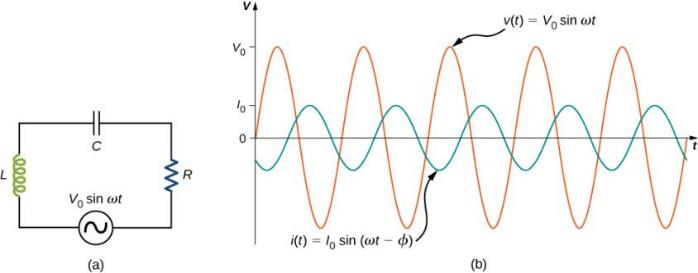 C
L
R
V₀ sin ωt
(a)
V
V₀
I₀
0
t
v(t) = V₀ sin ωt
i(t) = I₀ sin (ωt − ϕ)
(b)